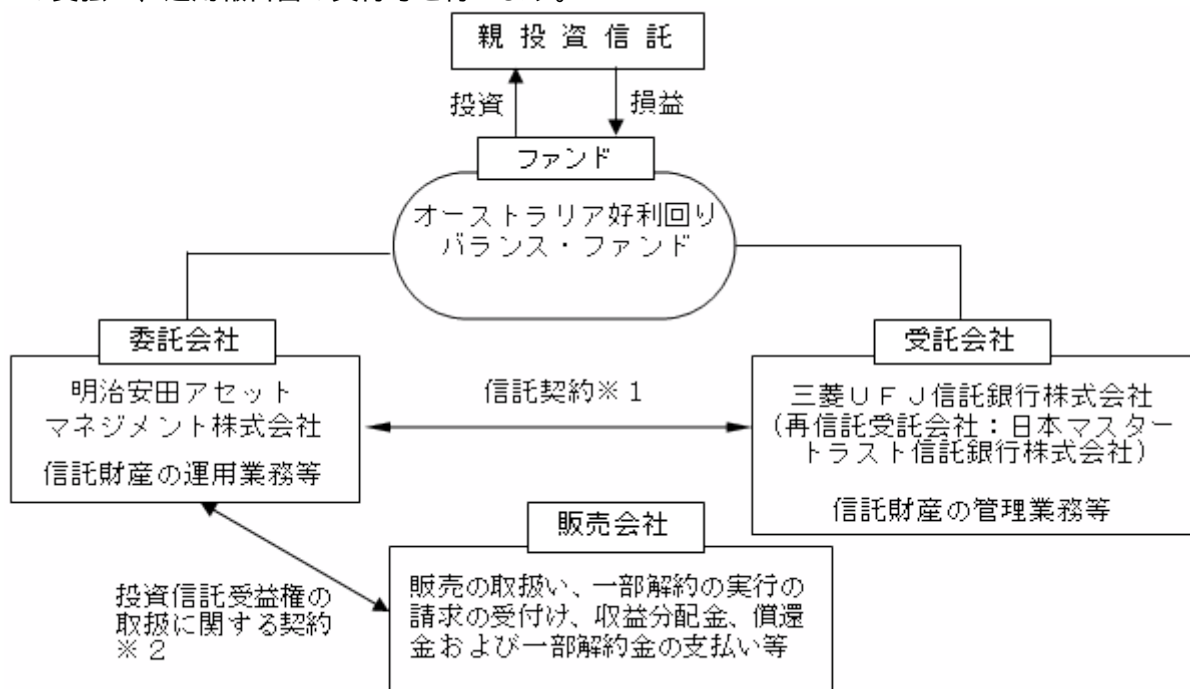 親投資信託
投資
損益
ファンド
オーストラリア好利回り
バランス・ファンド
委託会社
明治安田アセット
マネジメント株式会社
信託財産の運用業務等
信託契約※1
受託会社
三菱UFJ信託銀行株式会社
(再信託受託会社:日本マスター
トラスト信託銀行株式会社)
信託財産の管理業務等
投資信託受益権の
取扱に関する契約
※2
販売会社
販売の取扱い、一部解約の実行の
請求の受付け、収益分配金、償還
金および一部解約金の支払い等